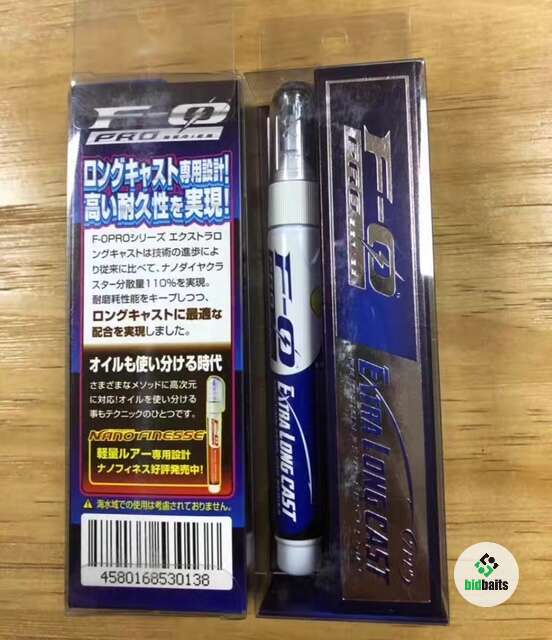 F-0
PRO SERIES
ロングキャスト専用設計!
高い耐久性を実現!
F-0PROシリーズ エクストラロ
ングキャストは技術の進歩によ
り従来に比べて、ナノダイヤクラ
スター分散量110%を実現。
耐磨耗性能をキープしつつ、
ロングキャストに最適な
配合を実現しました。
オイルも使い分ける時代
さまざまなメソッドに高次元
に対応!オイルを使い分ける
事もテクニックのひとつです。
NANO FINESSE
軽量ルアー専用設計
ナノフィネス好評発売中!
海水域での使用は考慮されておりません。
4580168530138
F-0
EXTRA LONG CAST
F-0
EXTRA LONG CAST
bidbaits